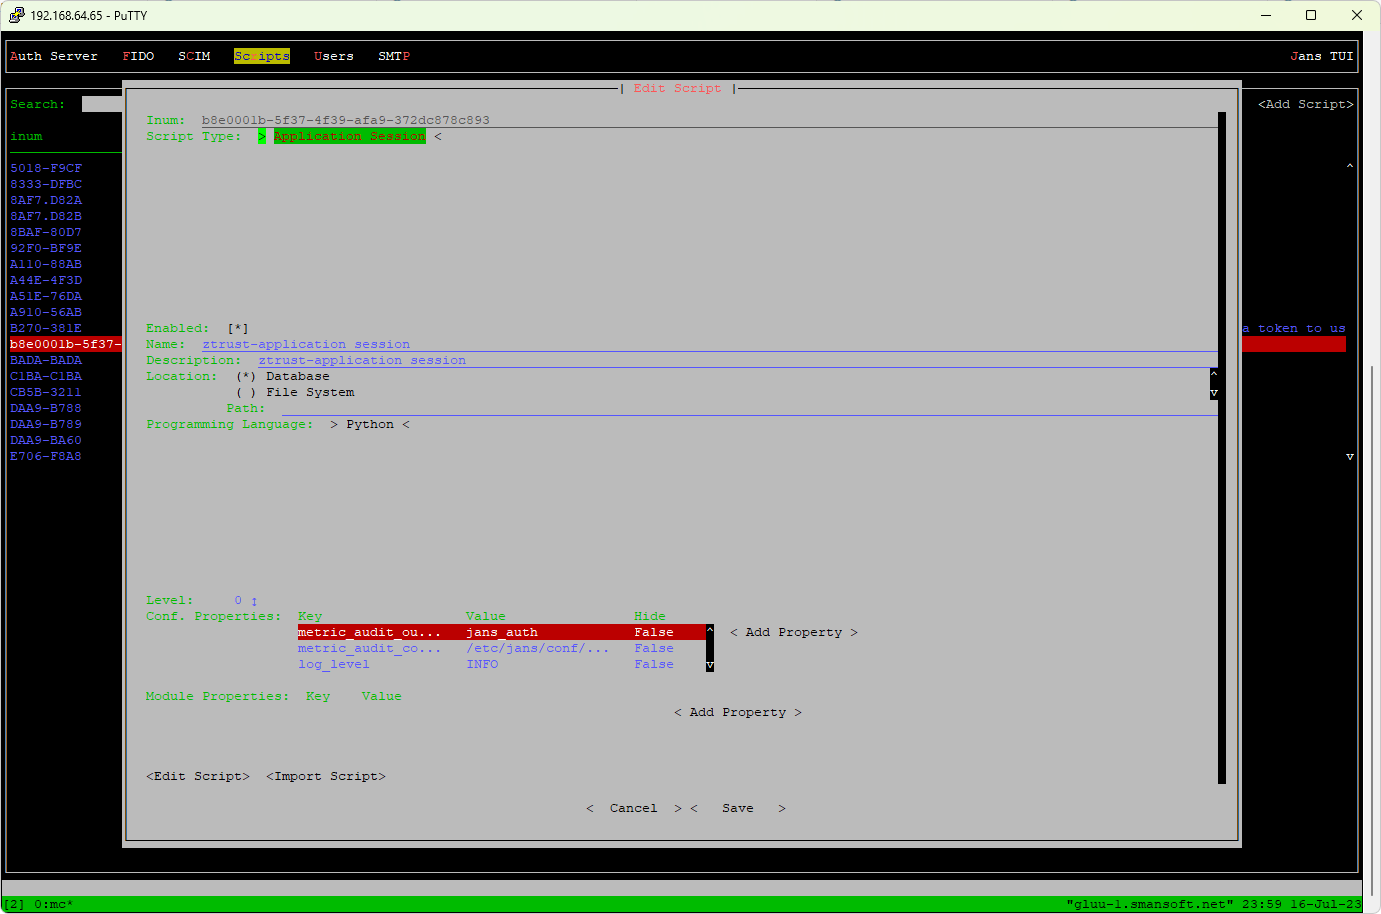 192.168.64.65 - PuTTY
Auth Server FIDO SCIM Scripts Users SMTP Jans TUI
| Edit Script |
Search: <Add Script>
Inum: b8e0001b-5f37-4f39-afa9-372dc878c893
inum
Script Type: > Application Session <
5018-F9CF ^
8333-DFBC
8AF7.D82A
8AF7.D82B
8BAF-80D7
92F0-BF9E
A110-88AB
A44E-4F3D
A51E-76DA
A910-56AB
B270-381E Enabled: [*] a token to us
b8e0001b-5f37- Name: ztrust-application session
BADA-BADA Description: ztrust-application session
C1BA-C1BA Location: (*) Database ^
CB5B-3211 ( ) File System v
DAA9-B788 Path:
DAA9-B789 Programming Language: > Python <
DAA9-BA60
E706-F8A8 v
Level: 0 ↕
Conf. Properties: Key Value Hide
metric_audit_ou... jans_auth False ^ < Add Property >
metric_audit_co... /etc/jans/conf/... False
log_level INFO False v
Module Properties: Key Value
< Add Property >
<Edit Script> <Import Script>
< Cancel > < Save >
[2] 0:mc* "gluu-1.smansoft.net" 23:59 16-Jul-23